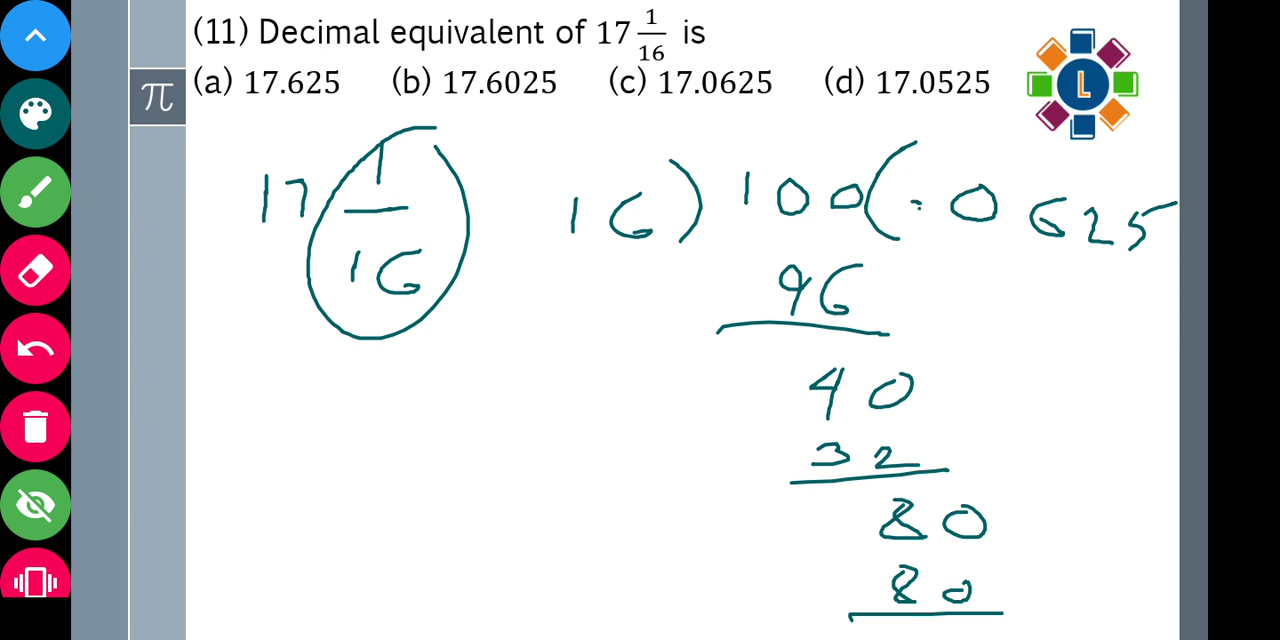 (11) Decimal equivalent of 17 1/16 is
(a) 17.625 (b) 17.6025 (c) 17.0625 (d) 17.0525
π
L
17 1/16 16)100(.0625
96
40
32
80
80